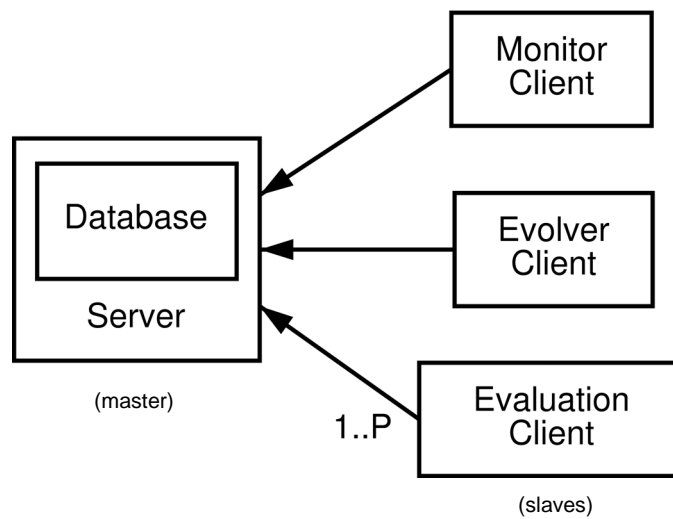 Monitor
Client
Database
Server
(master)
Evolver
Client
1..P
Evaluation
Client
(slaves)